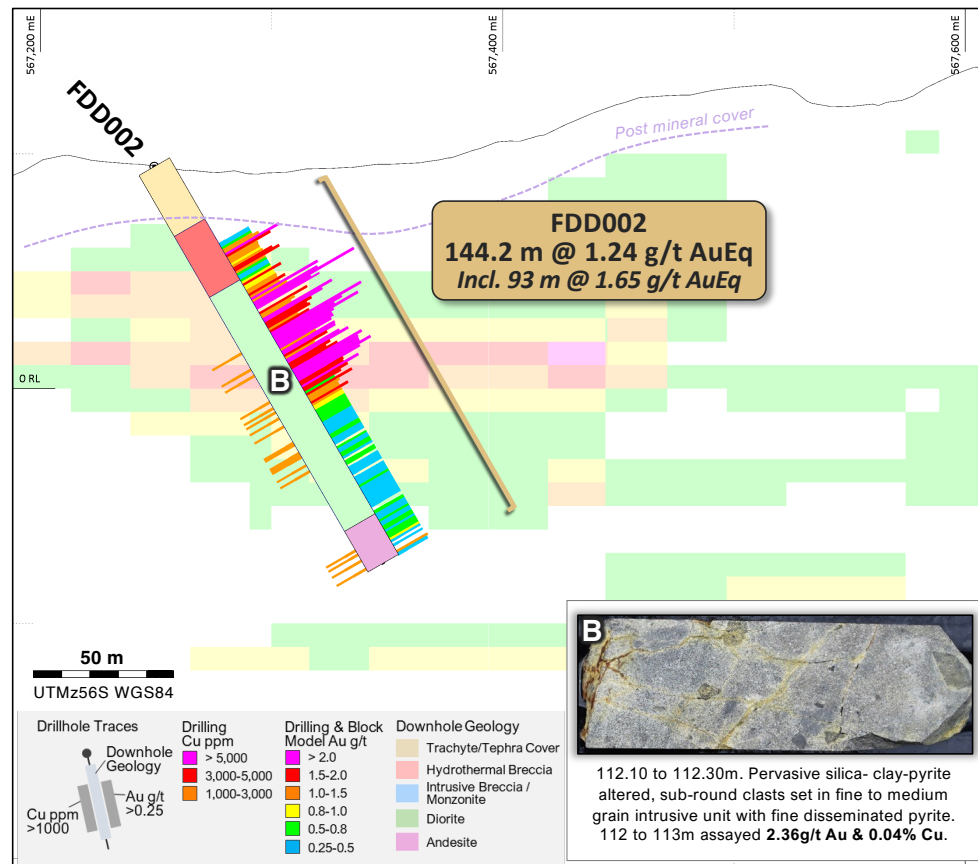 567,200 mE
567,400 mE
567,600 mE
FDD002
Post mineral cover
FDD002
144.2 m @ 1.24 g/t AuEq
Incl. 93 m @ 1.65 g/t AuEq
0 RL
B
50 m
UTMz56S WGS84
Drillhole Traces
Downhole
Geology
Cu ppm
>1000
Au g/t
>0.25
Drilling
Cu ppm
> 5,000
3,000-5,000
1,000-3,000
Drilling & Block
Model Au g/t
> 2.0
1.5-2.0
1.0-1.5
0.8-1.0
0.5-0.8
0.25-0.5
Downhole Geology
Trachyte/Tephra Cover
Hydrothermal Breccia
Intrusive Breccia /
Monzonite
Diorite
Andesite
B
112.10 to 112.30m. Pervasive silica- clay-pyrite
altered, sub-round clasts set in fine to medium
grain intrusive unit with fine disseminated pyrite.
112 to 113m assayed 2.36g/t Au & 0.04% Cu.